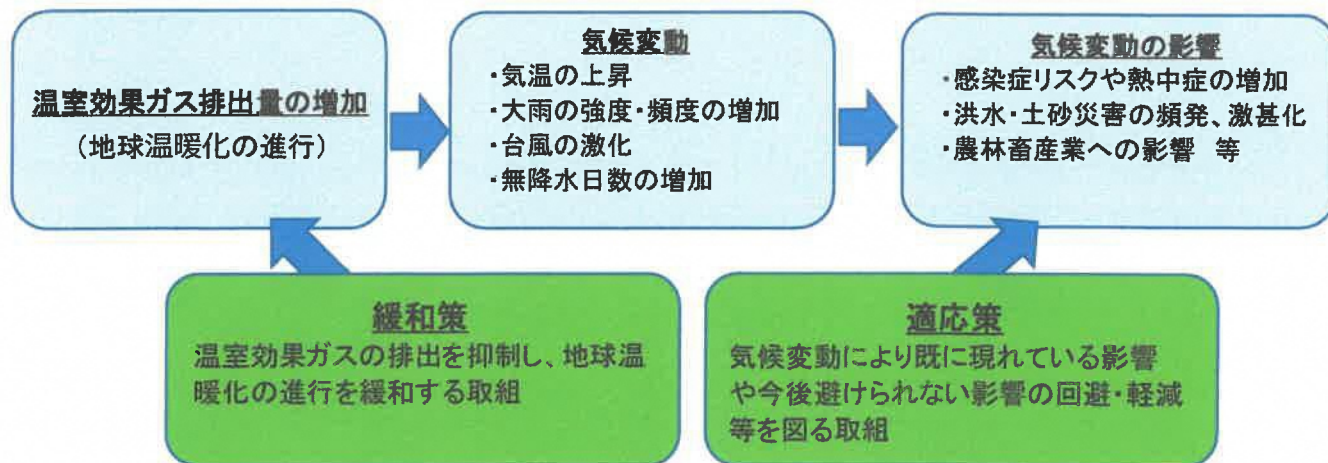 温室効果ガス排出量の増加
（地球温暖化の進行）
気候変動
・気温の上昇
・大雨の強度・頻度の増加
・台風の激化
・無降水日数の増加
気候変動の影響
・感染症リスクや熱中症の増加
・洪水・土砂災害の頻発、激甚化
・農林畜産業への影響　等
緩和策
温室効果ガスの排出を抑制し、地球温
暖化の進行を緩和する取組
適応策
気候変動により既に現れている影響
や今後避けられない影響の回避・軽減
等を図る取組